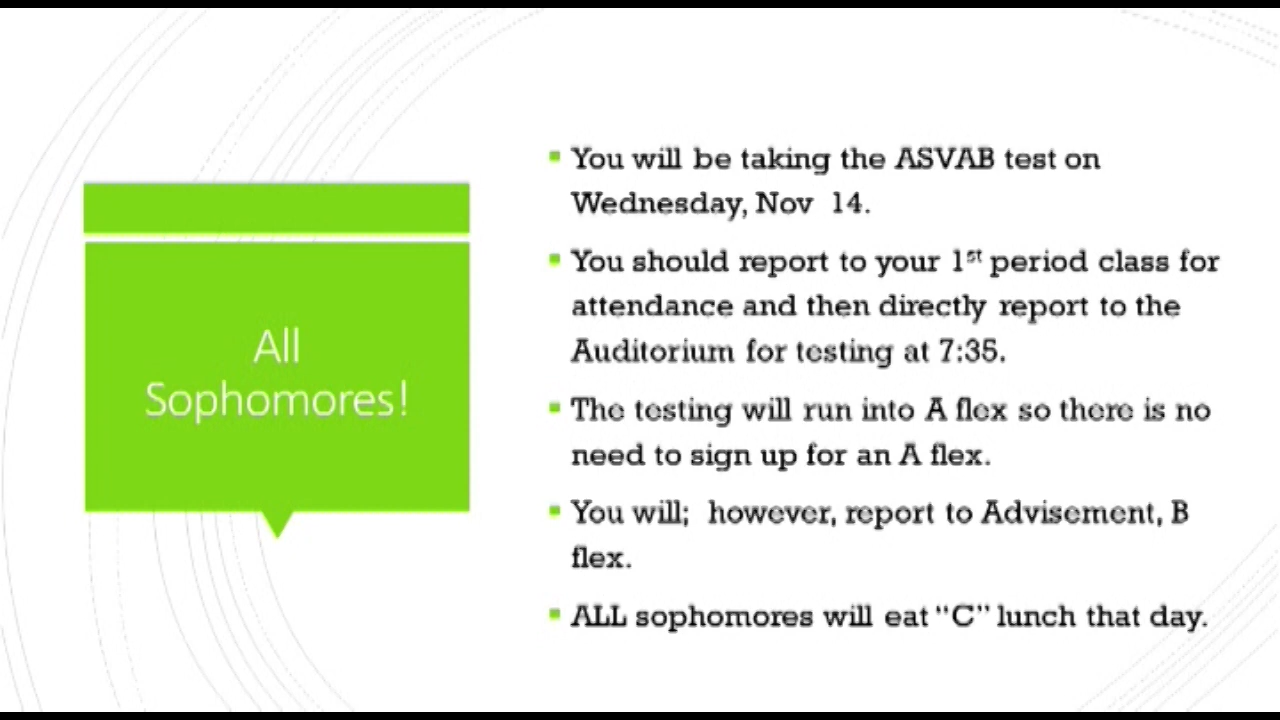 All
Sophomores!
▪ You will be taking the ASVAB test on
Wednesday, Nov  14.
▪ You should report to your 1st period class for
attendance and then directly report to the
Auditorium for testing at 7:35.
▪ The testing will run into A flex so there is no
need to sign up for an A flex.
▪ You will;  however, report to Advisement, B
flex.
▪ ALL sophomores will eat “C” lunch that day.